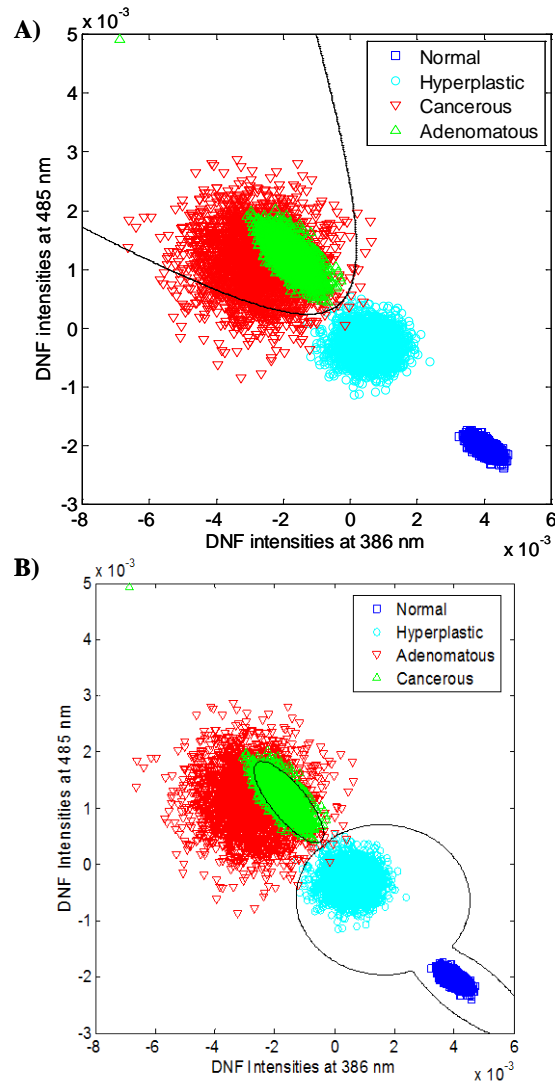 A)
x 10⁻³
5
4
3
2
1
0
-1
-2
-3
DNF intensities at 485 nm
Normal
Hyperplastic
Cancerous
Adenomatous
-8 -6 -4 -2 0 2 4 6
DNF intensities at 386 nm
x 10⁻³
B)
x 10⁻³
5
4
3
2
1
0
-1
-2
-3
DNF Intensities at 485 nm
Normal
Hyperplastic
Adenomatous
Cancerous
-8 -6 -4 -2 0 2 4 6
DNF Intensities at 386 nm
x 10⁻³